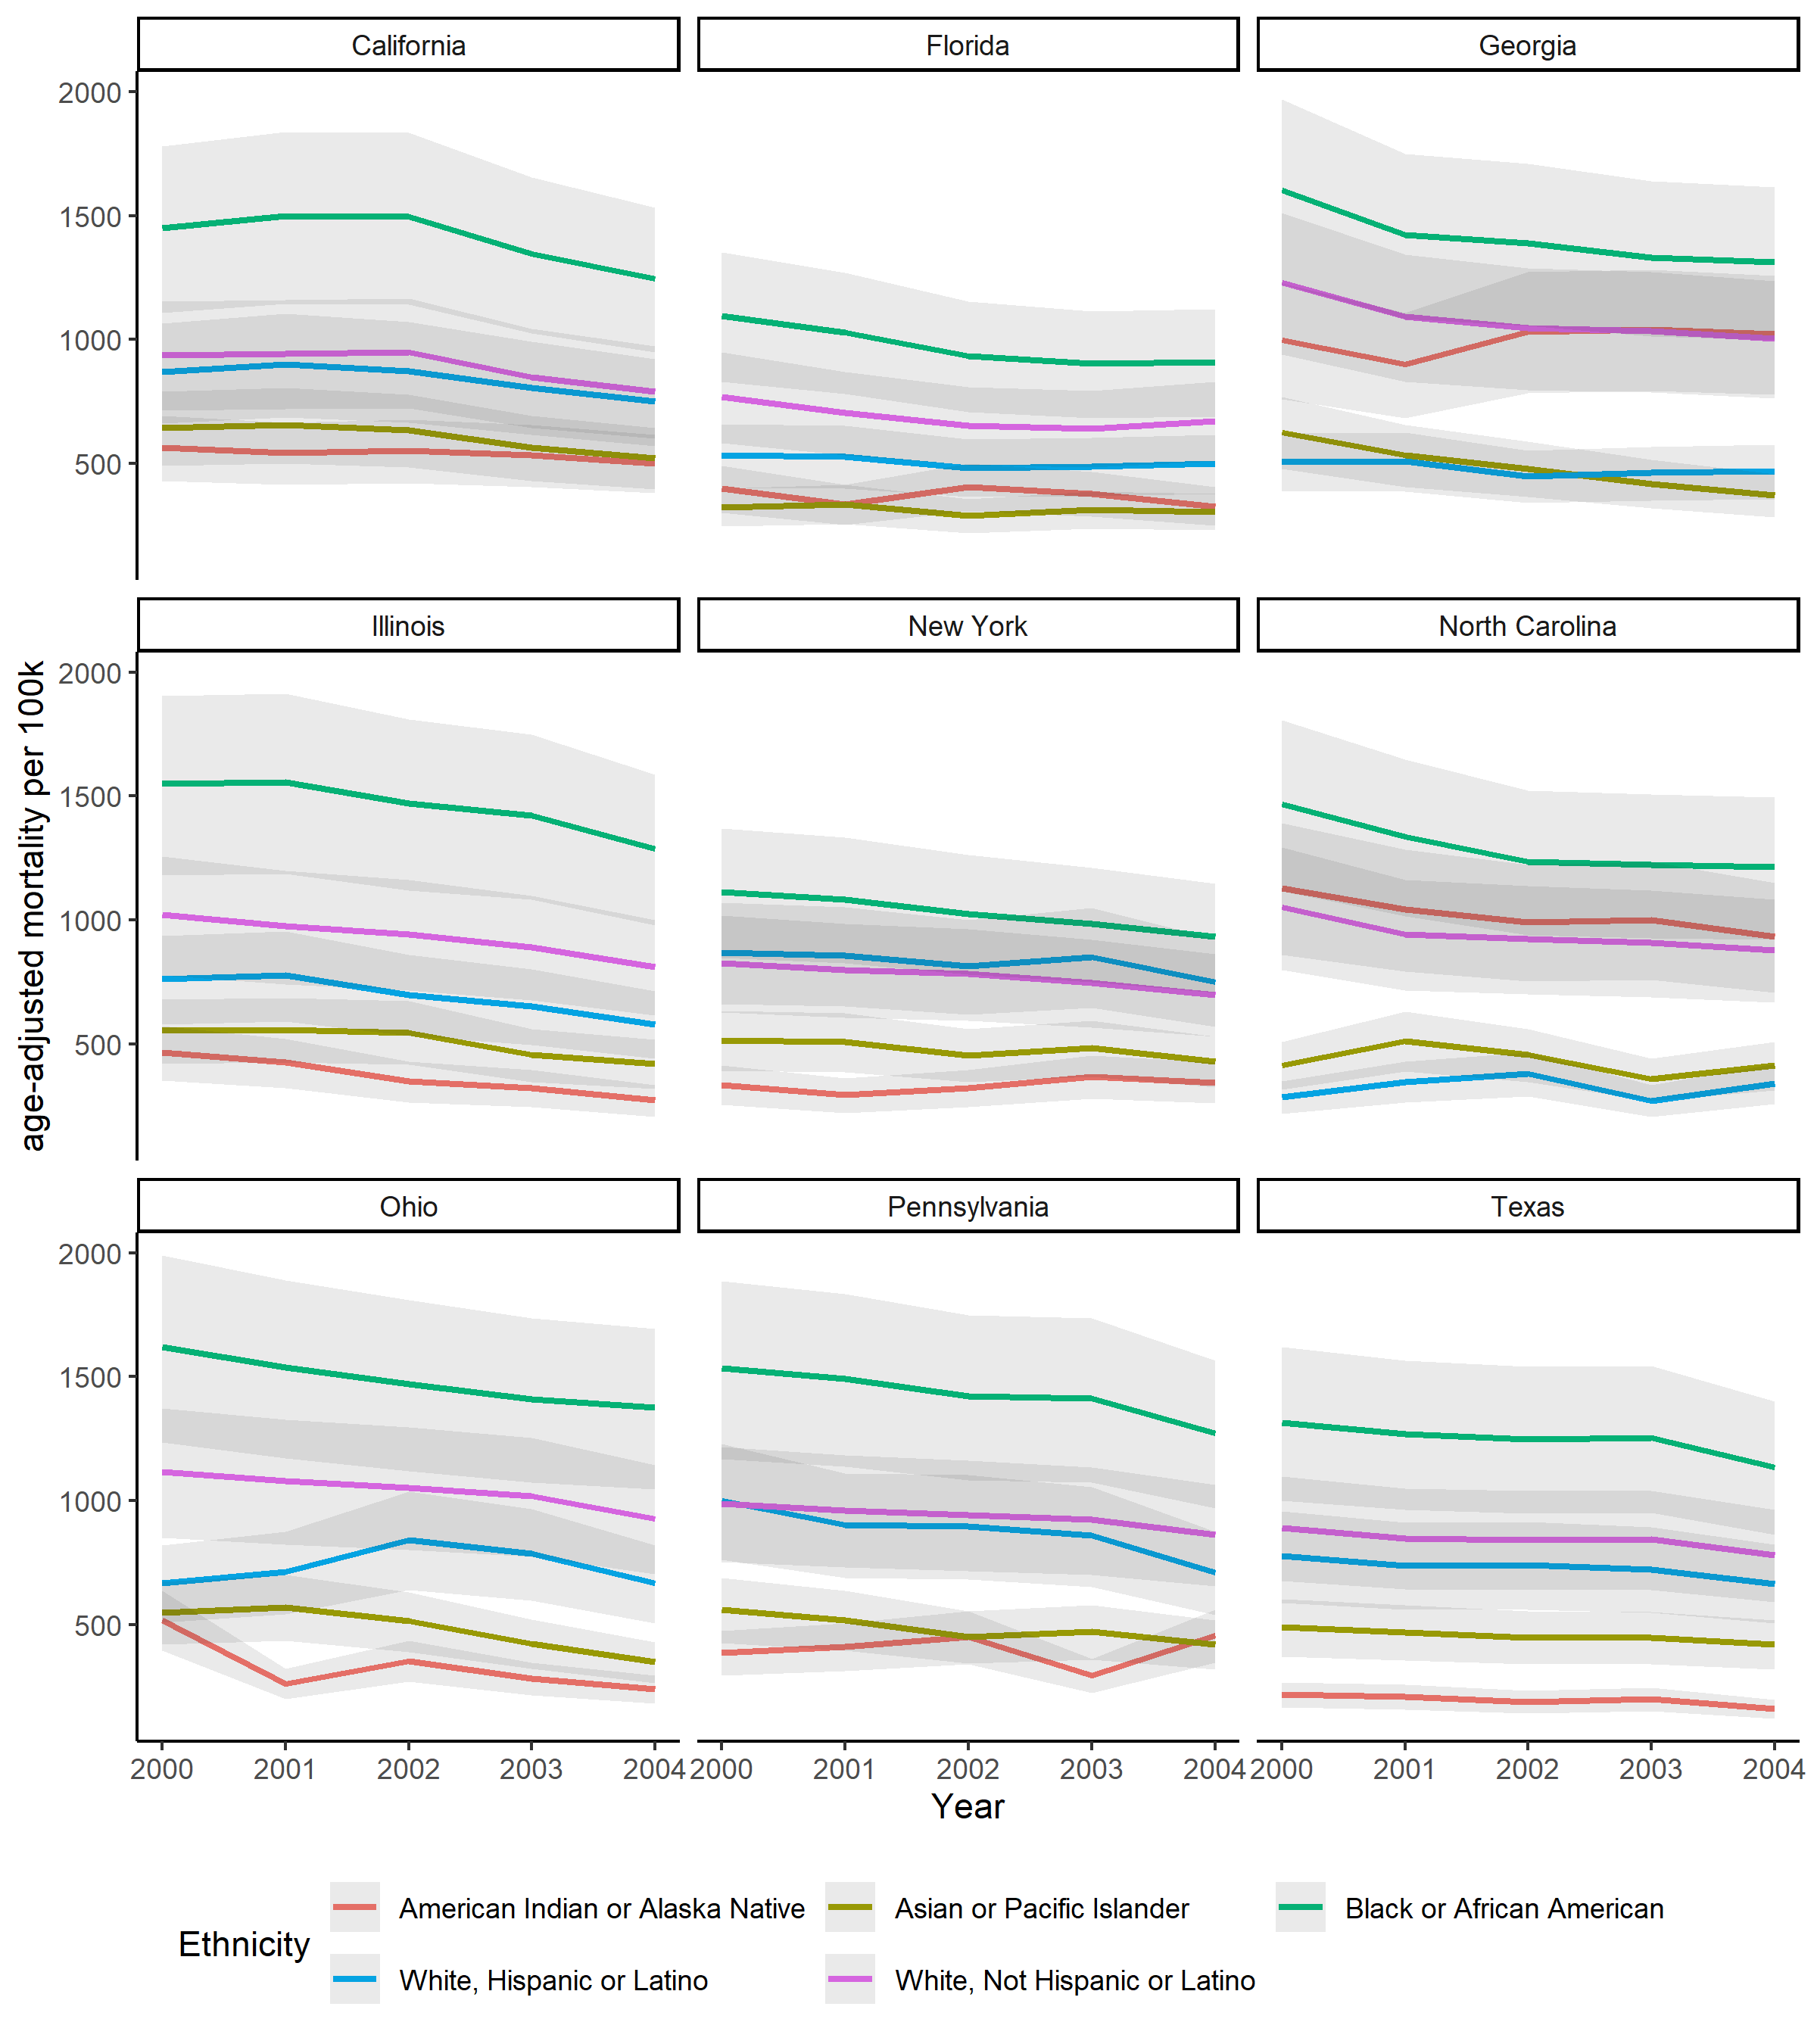 California
Florida
Georgia
2000
1500
1000
500
Illinois
New York
North Carolina
age-adjusted mortality per 100k
2000
1500
1000
500
Ohio
Pennsylvania
Texas
2000
1500
1000
500
2000 2001 2002 2003 2004
2000 2001 2002 2003 2004
2000 2001 2002 2003 2004
Year
Ethnicity
American Indian or Alaska Native
Asian or Pacific Islander
Black or African American
White, Hispanic or Latino
White, Not Hispanic or Latino